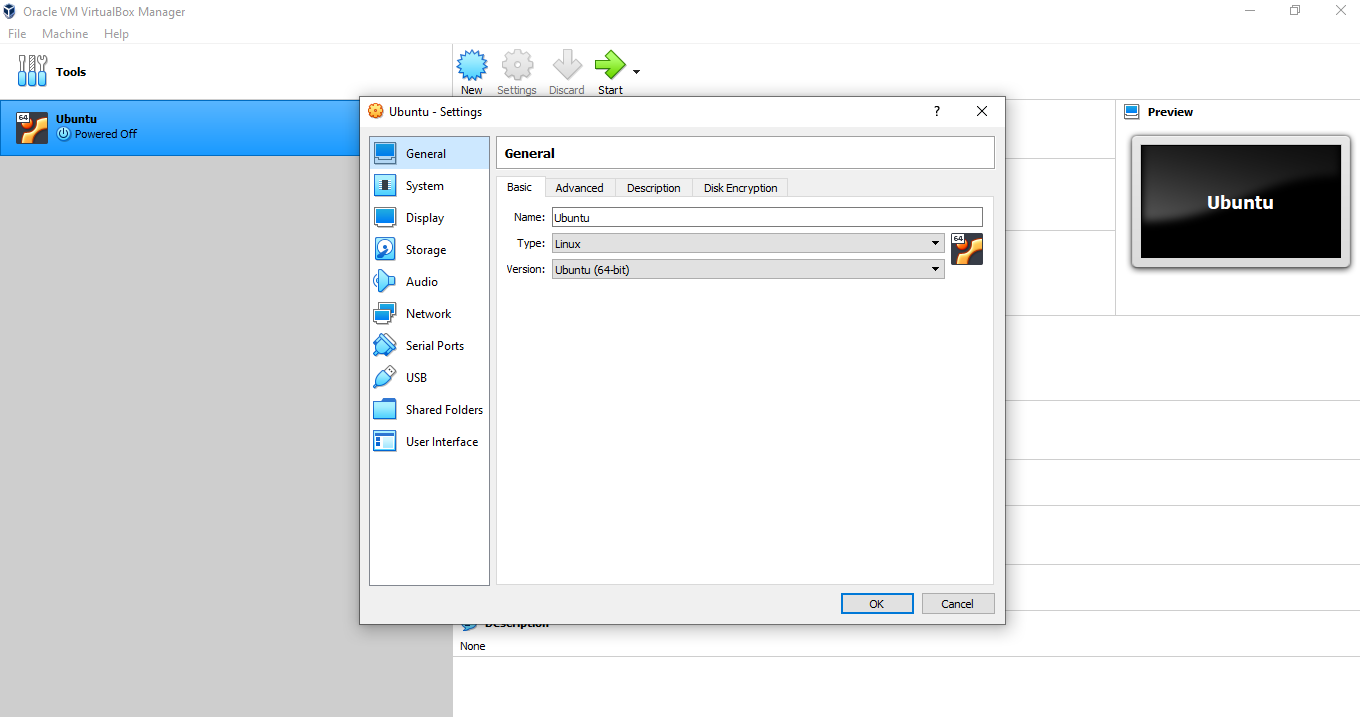 Oracle VM VirtualBox Manager
File Machine Help
Tools
New Settings Discard Start
64
Ubuntu
Powered Off
Ubuntu - Settings
?
General
System
Display
Storage
Audio
Network
Serial Ports
USB
Shared Folders
User Interface
General
Basic Advanced Description Disk Encryption
Name: Ubuntu
Type: Linux
64
Version: Ubuntu (64-bit)
OK Cancel
Preview
Ubuntu
Description
None